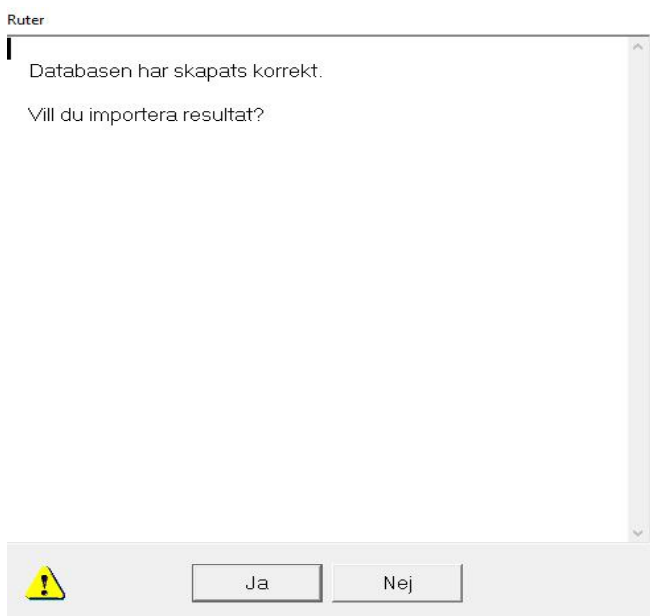 Ruter
Databasen har skapats korrekt.
Vill du importera resultat?
Ja
Nej